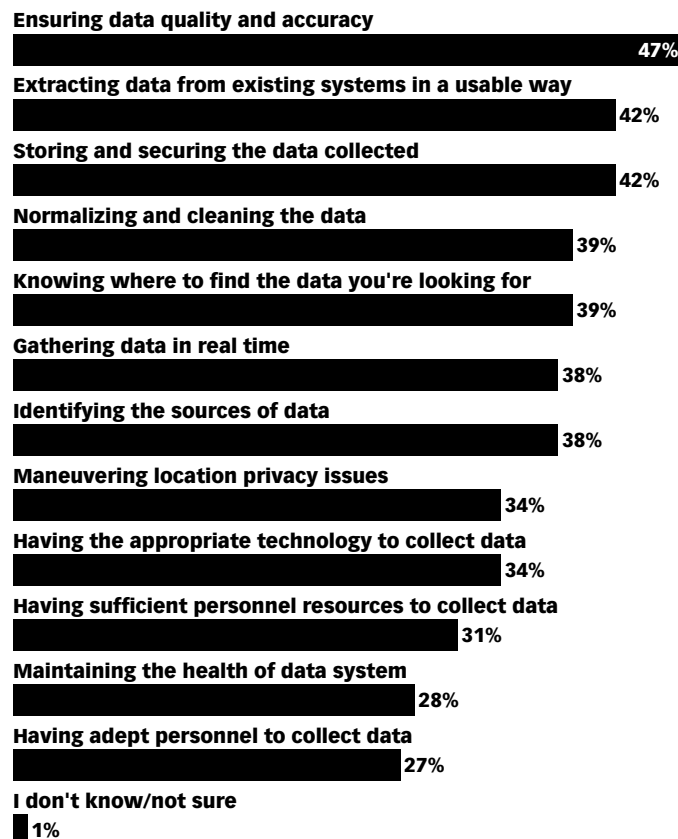 Ensuring data quality and accuracy
47%
Extracting data from existing systems in a usable way
42%
Storing and securing the data collected
42%
Normalizing and cleaning the data
39%
Knowing where to find the data you're looking for
39%
Gathering data in real time
38%
Identifying the sources of data
38%
Maneuvering location privacy issues
34%
Having the appropriate technology to collect data
34%
Having sufficient personnel resources to collect data
31%
Maintaining the health of data system
28%
Having adept personnel to collect data
27%
I don't know/not sure
1%